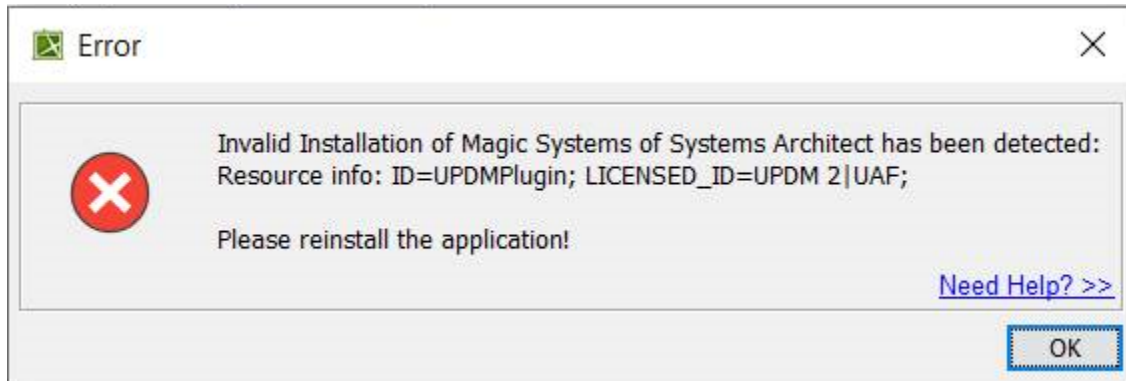 Error
Invalid Installation of Magic Systems of Systems Architect has been detected:
Resource info: ID=UPDMPlugin; LICENSED_ID=UPDM 2|UAF;
Please reinstall the application!
Need Help? >>
OK